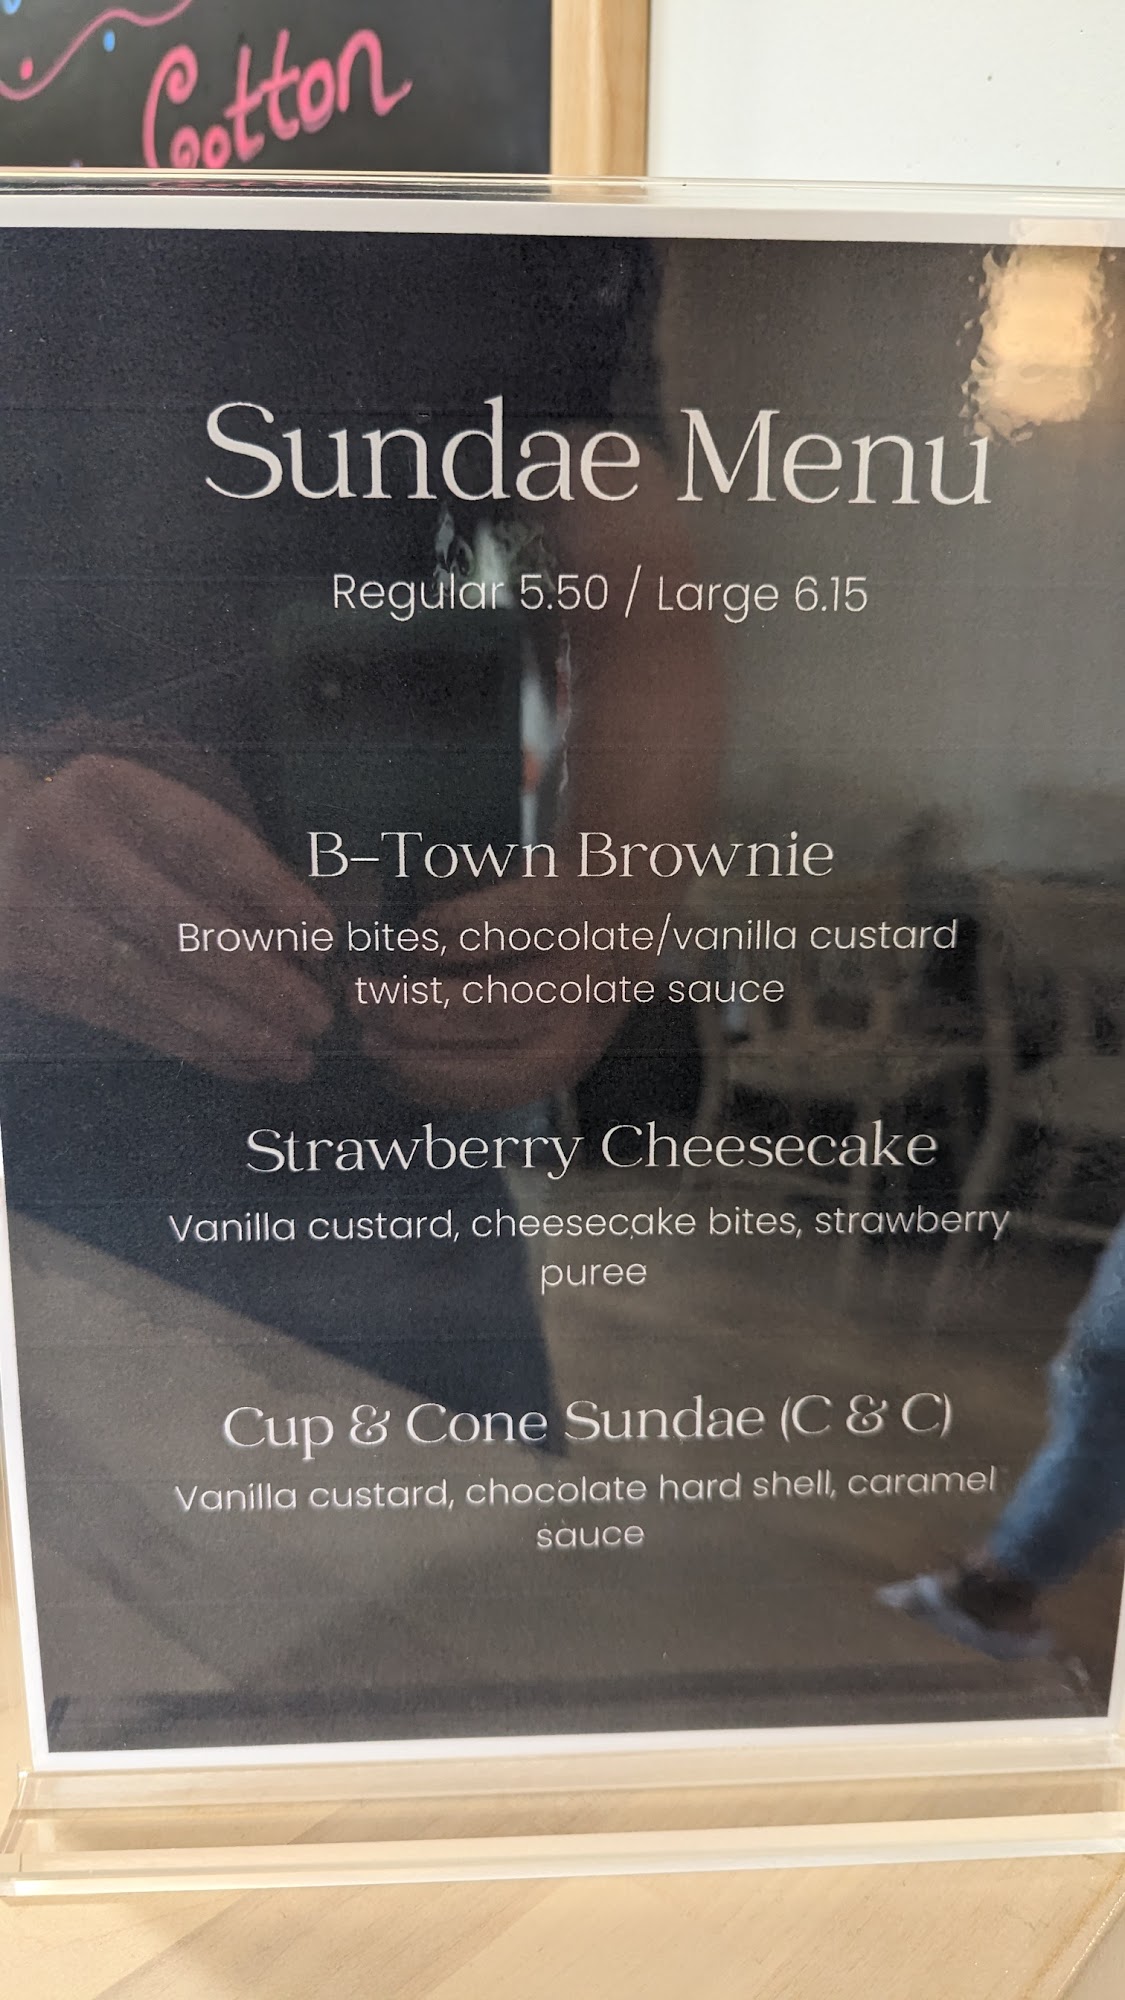 Cotton
Sundae Menu
Regular 5.50 / Large 6.15
B-Town Brownie
Brownie bites, chocolate/vanilla custard
twist, chocolate sauce
Strawberry Cheesecake
Vanilla custard, cheesecake bites, strawberry
puree
Cup & Cone Sundae (C & C)
Vanilla custard, chocolate hard shell, caramel
sauce